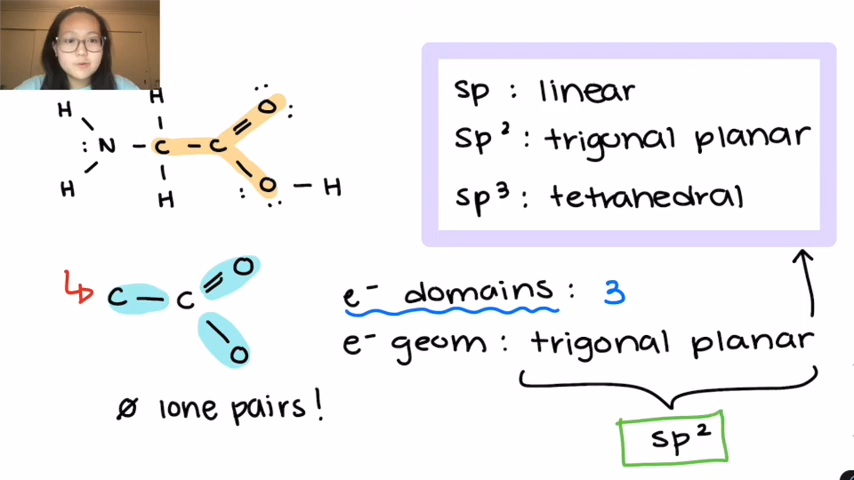 sp : linear
sp² : trigonal planar
sp³ : tetrahedral
H
H
: N - C - C = O
O - H
H
H
C - C = O
O
ø lone pairs!
e⁻ domains : 3
e⁻ geom : trigonal planar
sp²